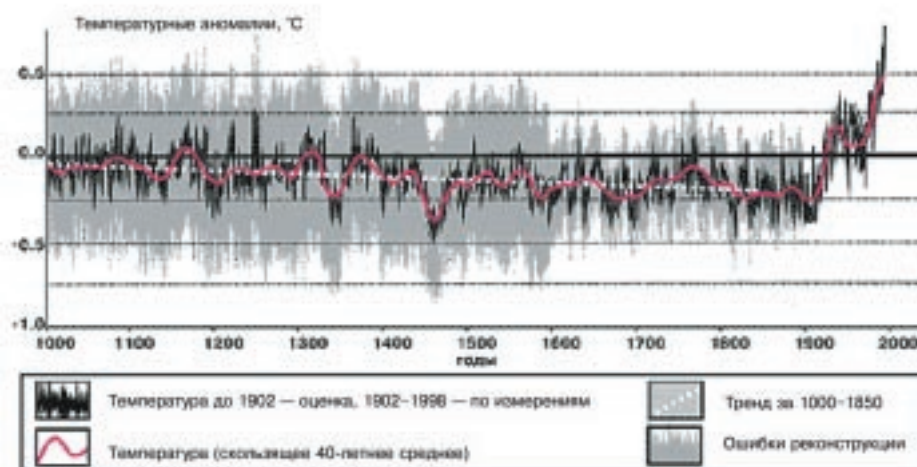 Температурные аномалии, °C
0.5
0.0
-0.5
-1.0
1000 1100 1200 1300 1400 1500 1600 1700 1800 1900 2000
годы
Температура до 1902 — оценка, 1902–1998 — по измерениям
Тренд за 1000–1850
Температура (скользящее 40-летнее среднее)
Ошибки реконструкции